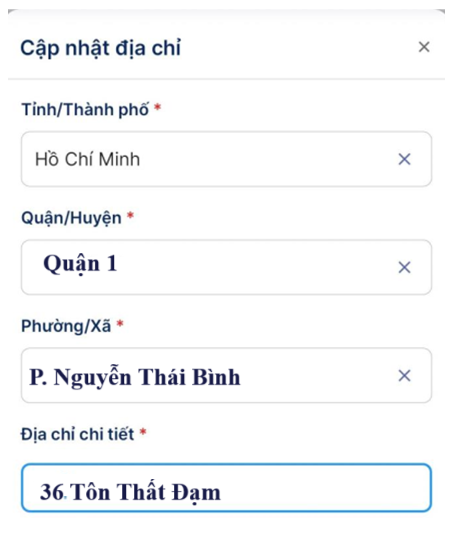 Cập nhật địa chỉ ×
Tỉnh/Thành phố *
Hồ Chí Minh ×
Quận/Huyện *
Quận 1 ×
Phường/Xã *
P. Nguyễn Thái Bình ×
Địa chỉ chi tiết *
36 Tôn Thất Đạm